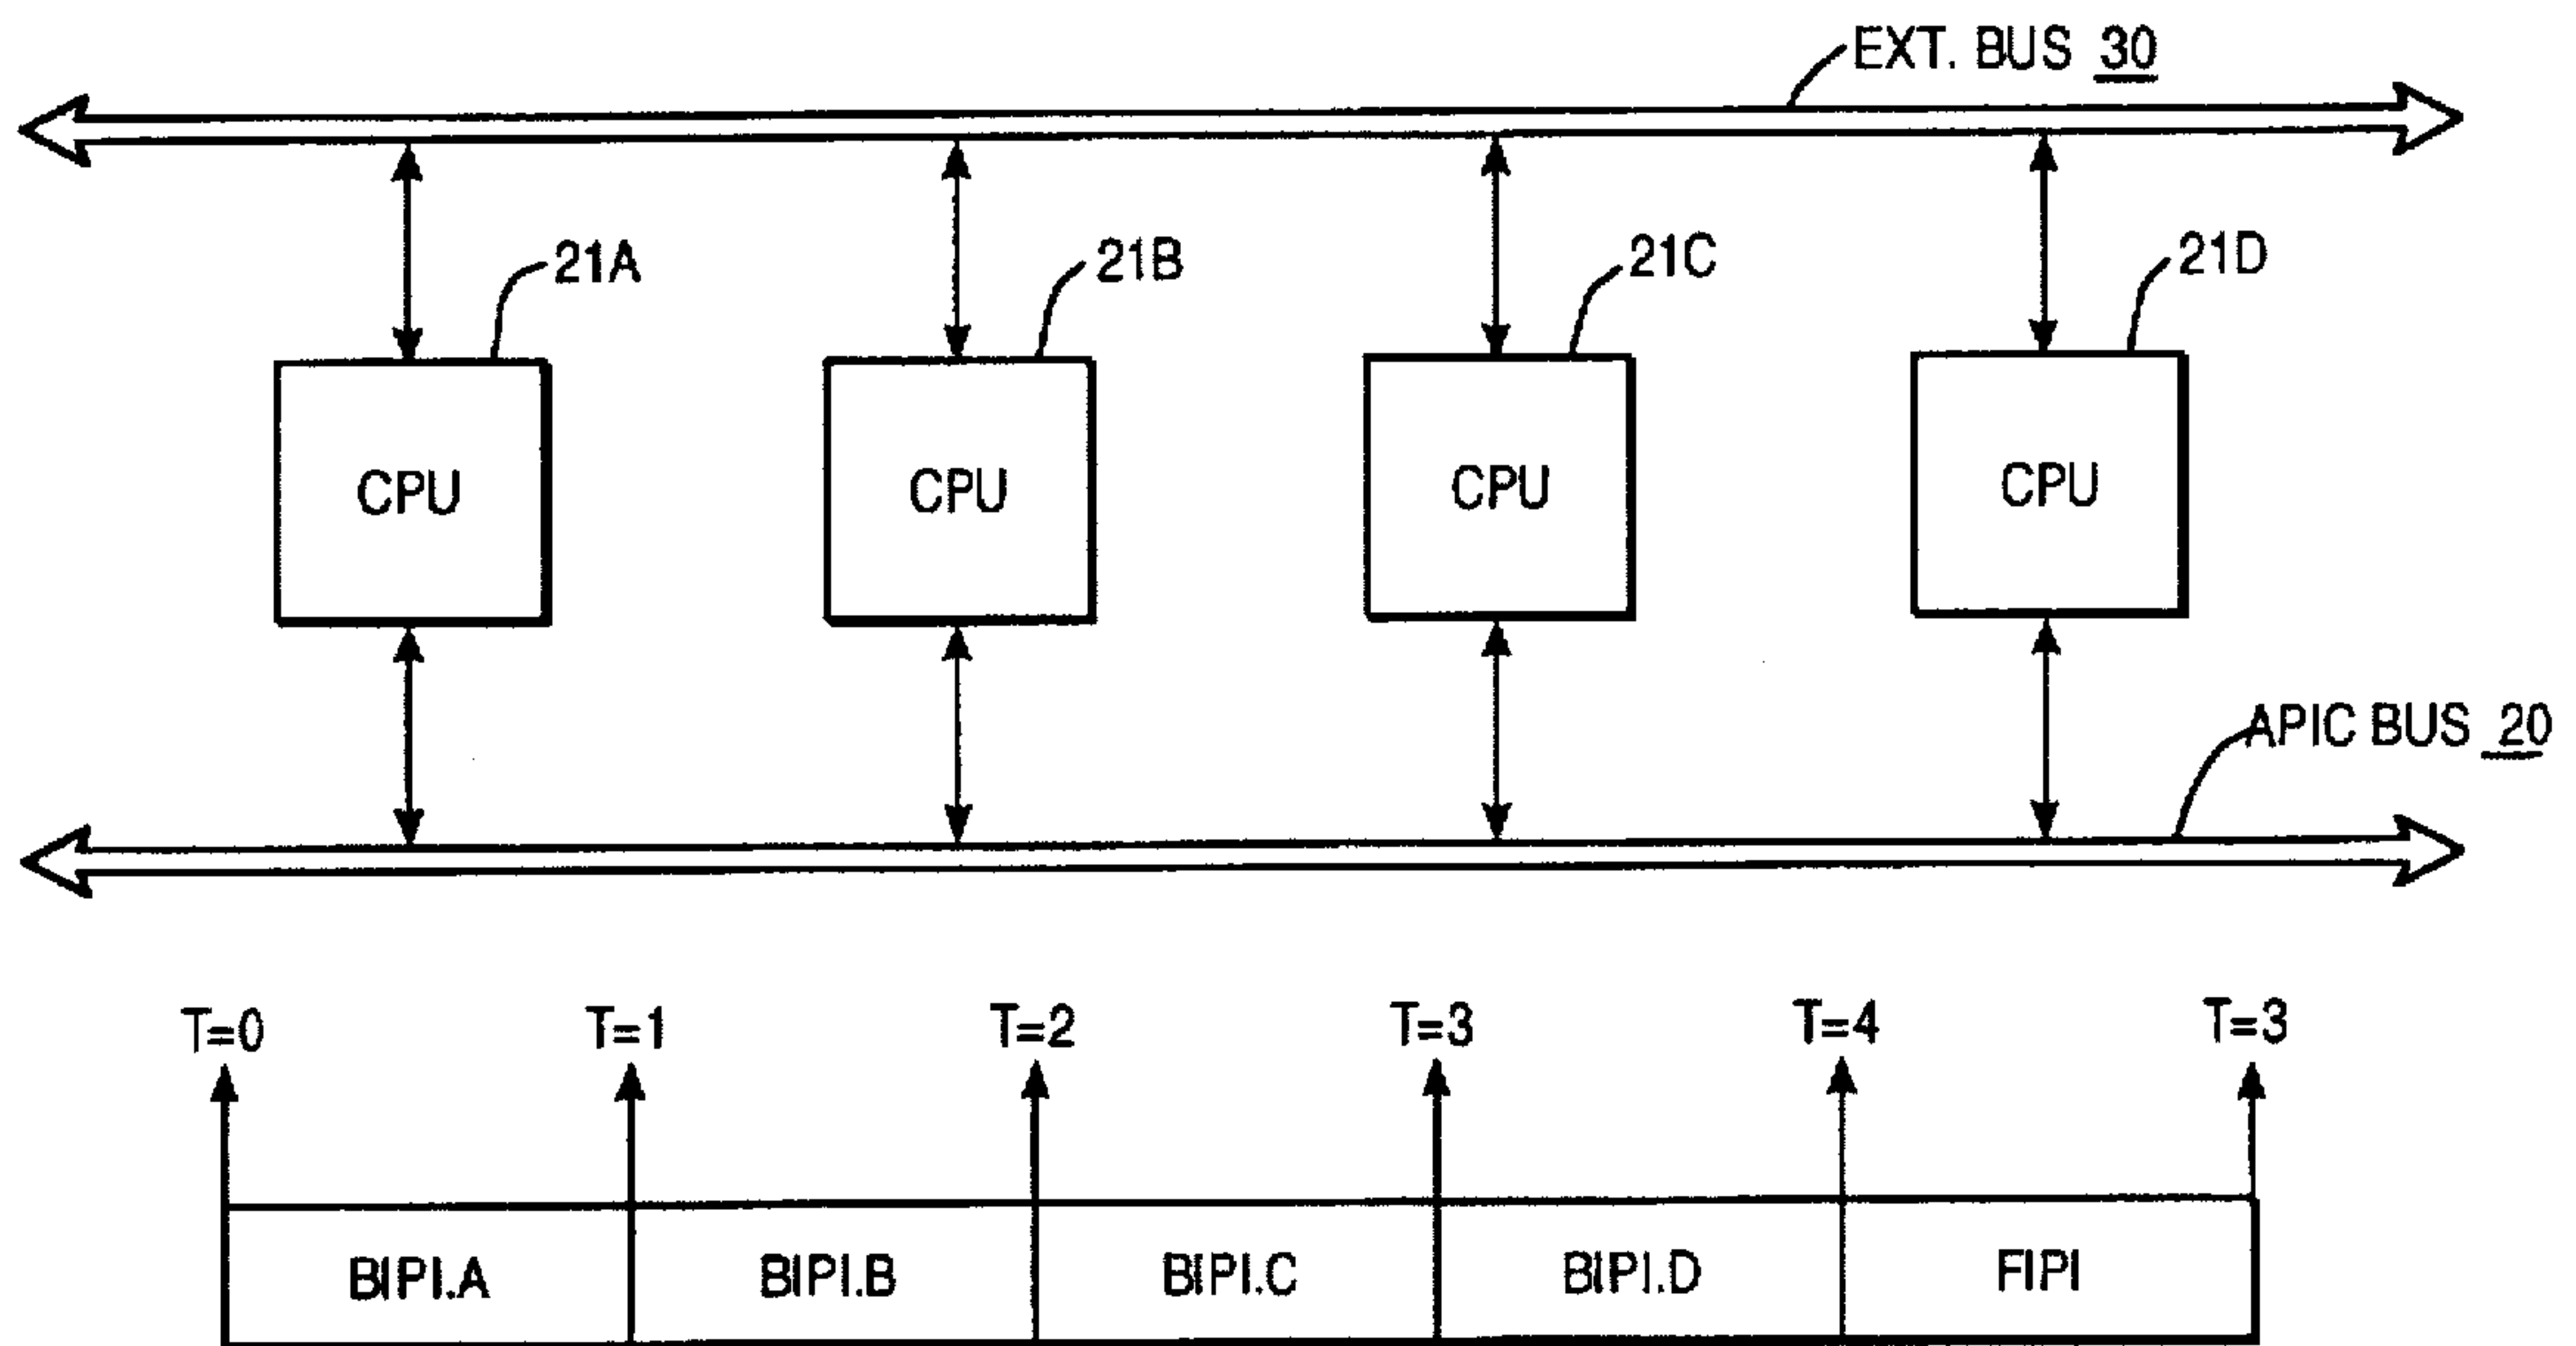 EXT. BUS 30
21A 21B 21C 21D
CPU CPU CPU CPU
APIC BUS 20
T=0 T=1 T=2 T=3 T=4 T=3
BIPI.A BIPI.B BIPI.C BIPI.D FIPI